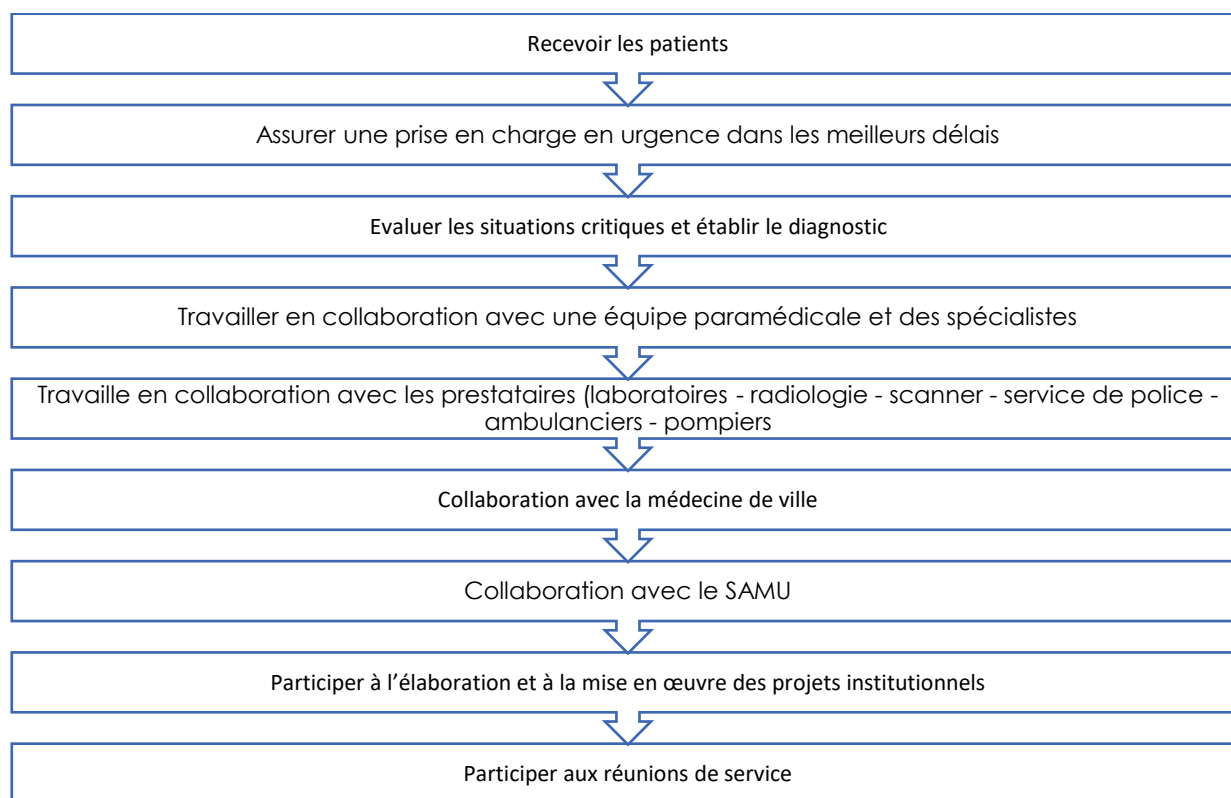 Recevoir les patients
Assurer une prise en charge en urgence dans les meilleurs délais
Evaluer les situations critiques et établir le diagnostic
Travailler en collaboration avec une équipe paramédicale et des spécialistes
Travaille en collaboration avec les prestataires (laboratoires - radiologie - scanner - service de police -
ambulanciers - pompiers
Collaboration avec la médecine de ville
Collaboration avec le SAMU
Participer à l’élaboration et à la mise en œuvre des projets institutionnels
Participer aux réunions de service